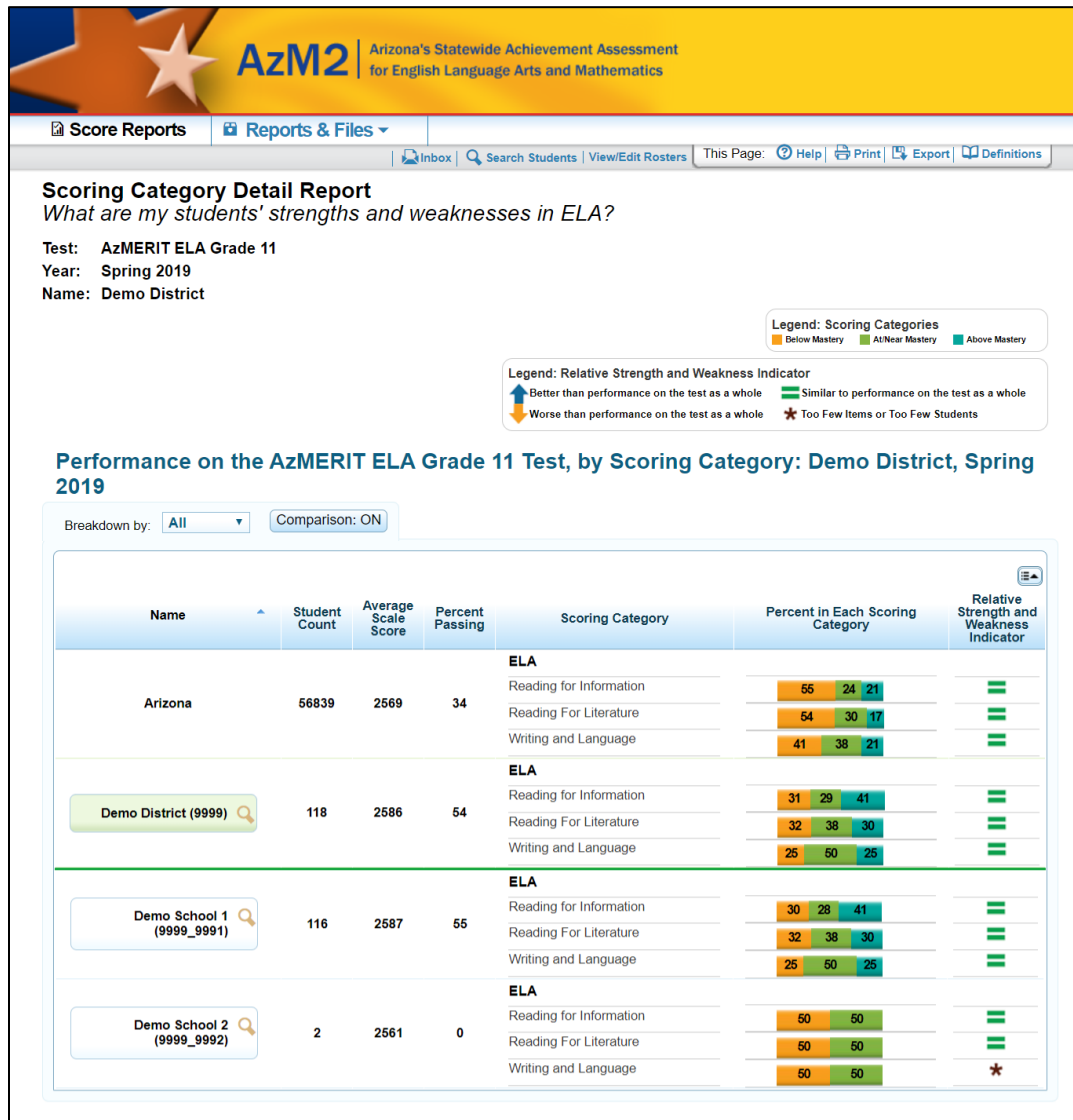 AzM2
Arizona's Statewide Achievement Assessment
for English Language Arts and Mathematics
Score Reports
Reports & Files
Inbox | Search Students | View/Edit Rosters
This Page: Help | Print | Export | Definitions
Scoring Category Detail Report
What are my students' strengths and weaknesses in ELA?
Test: AzMERIT ELA Grade 11
Year: Spring 2019
Name: Demo District
Legend: Scoring Categories
Below Mastery At/Near Mastery Above Mastery
Legend: Relative Strength and Weakness Indicator
Better than performance on the test as a whole Similar to performance on the test as a whole
Worse than performance on the test as a whole Too Few Items or Too Few Students
Performance on the AzMERIT ELA Grade 11 Test, by Scoring Category: Demo District, Spring
2019
Breakdown by: All Comparison: ON
Name
Student
Count
Average
Scale
Score
Percent
Passing
Scoring Category
Percent in Each Scoring
Category
Relative
Strength and
Weakness
Indicator
Arizona 56839 2569 34
ELA
Reading for Information 55 24 21
Reading For Literature 54 30 17
Writing and Language 41 38 21
Demo District (9999) 118 2586 54
ELA
Reading for Information 31 29 41
Reading For Literature 32 38 30
Writing and Language 25 50 25
Demo School 1
(9999_9991)
116 2587 55
ELA
Reading for Information 30 28 41
Reading For Literature 32 38 30
Writing and Language 25 50 25
Demo School 2
(9999_9992)
2 2561 0
ELA
Reading for Information 50 50
Reading For Literature 50 50
Writing and Language 50 50 *